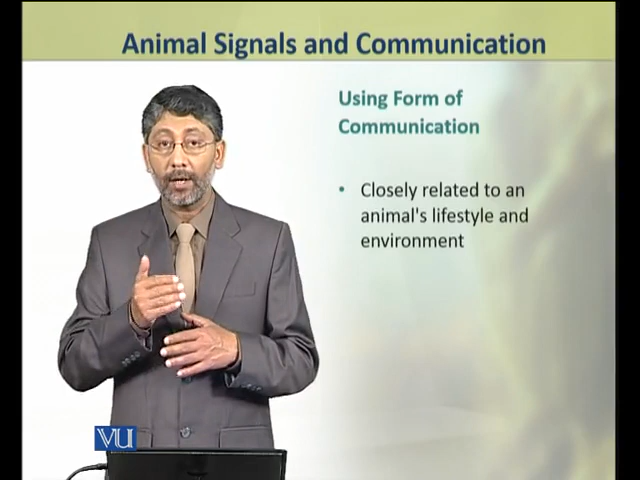 Animal Signals and Communication
Using Form of
Communication
• Closely related to an
animal's lifestyle and
environment
VU